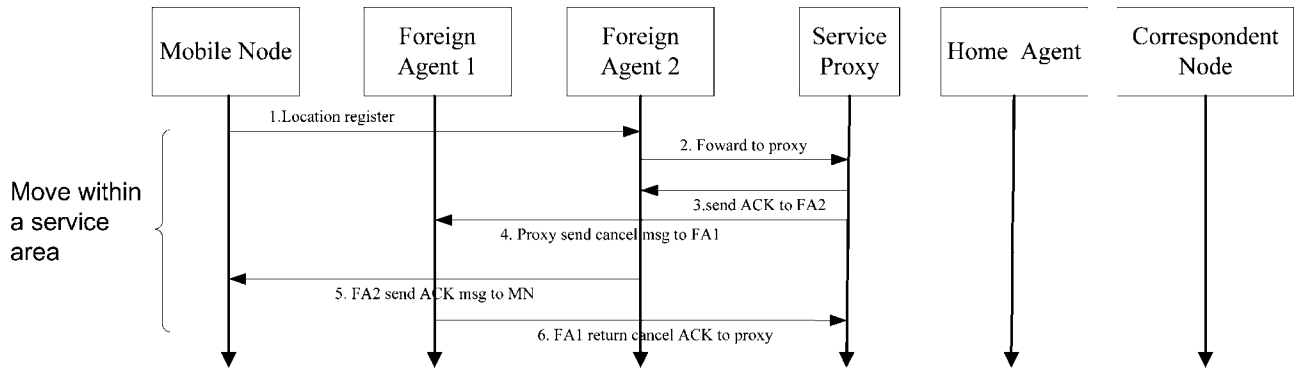 Mobile Node
Foreign
Agent 1
Foreign
Agent 2
Service
Proxy
Home Agent
Correspondent
Node
1.Location register
2. Foward to proxy
3.send ACK to FA2
4. Proxy send cancel msg to FA1
5. FA2 send ACK msg to MN
6. FA1 return cancel ACK to proxy
Move within
a service
area